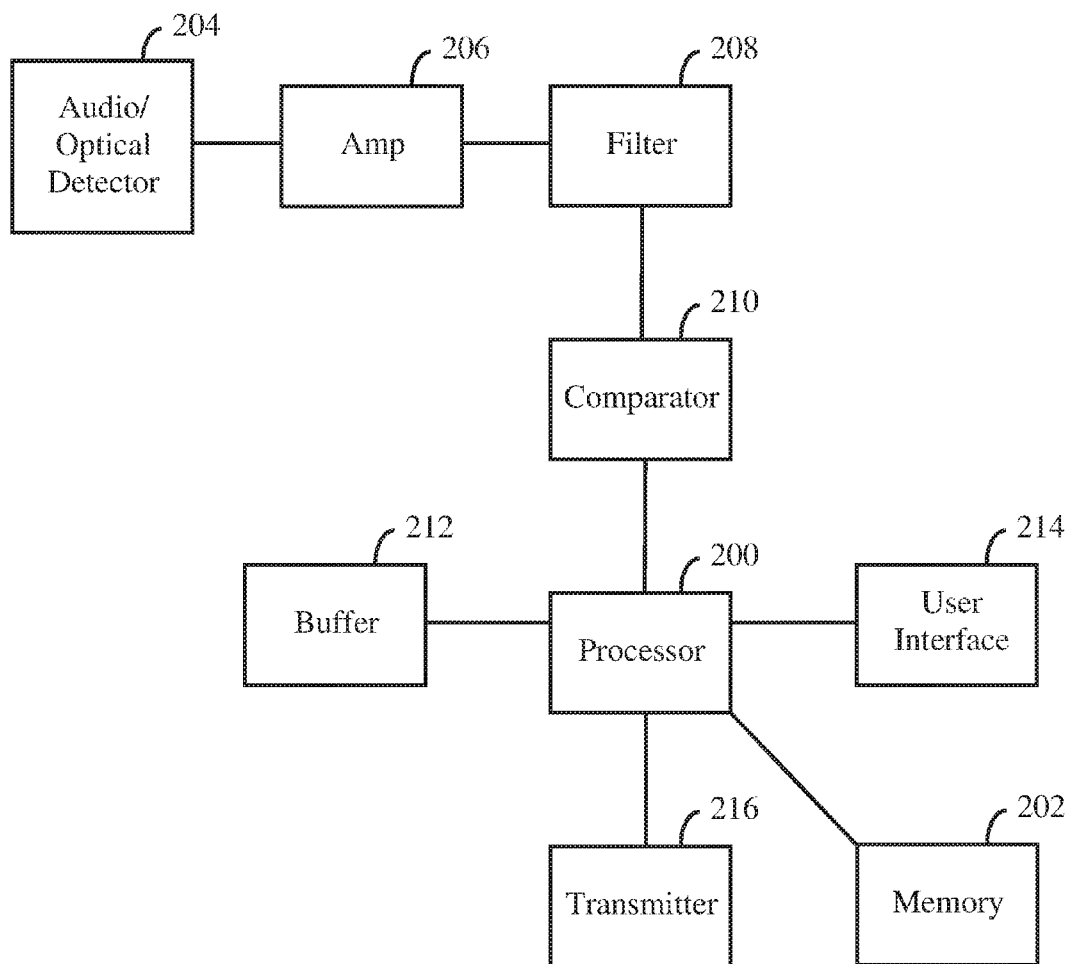 204
206
208
Audio/
Optical
Detector
Amp
Filter
210
Comparator
212
200
214
Buffer
Processor
User
Interface
216
202
Transmitter
Memory